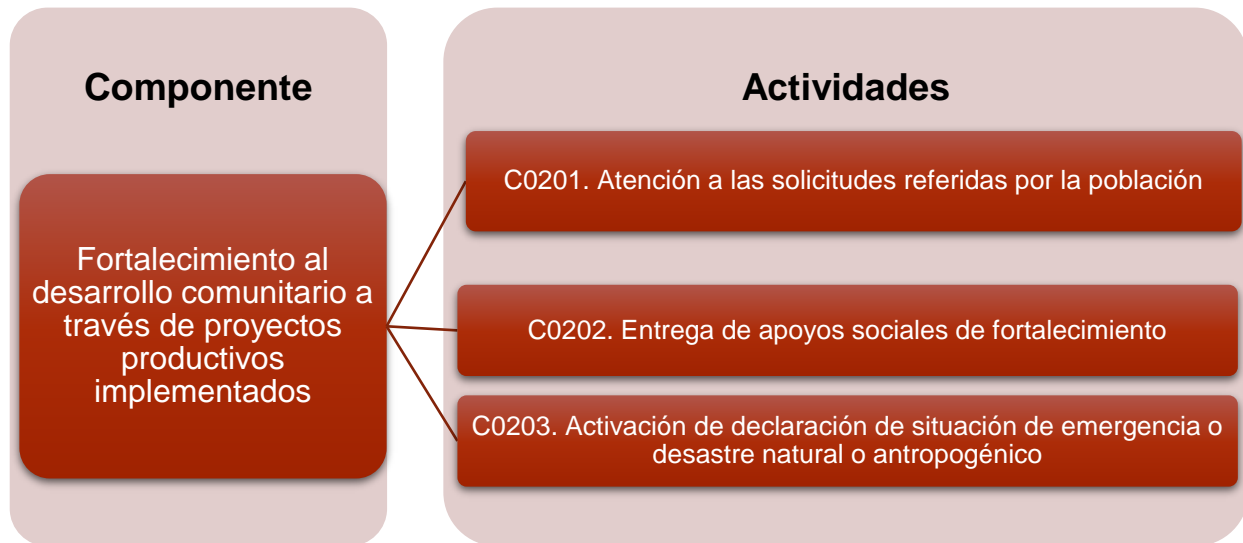 Componente
Fortalecimiento al
desarrollo comunitario a
través de proyectos
productivos
implementados
Actividades
C0201. Atención a las solicitudes referidas por la población
C0202. Entrega de apoyos sociales de fortalecimiento
C0203. Activación de declaración de situación de emergencia o
desastre natural o antropogénico